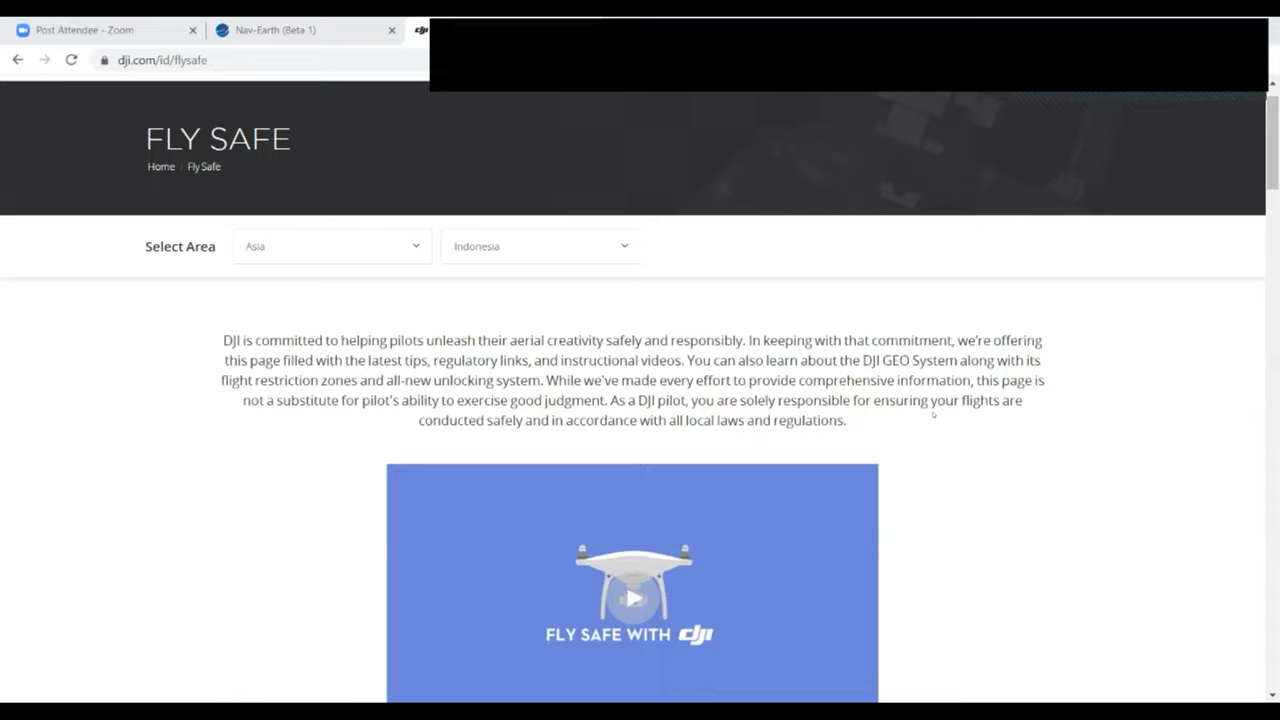 Post Attendee - Zoom
Nav-Earth (Beta 1)
dji
dji.com/id/flysafe
FLY SAFE
Home / Fly Safe
Select Area
Asia
Indonesia
DJI is committed to helping pilots unleash their aerial creativity safely and responsibly. In keeping with that commitment, we're offering
this page filled with the latest tips, regulatory links, and instructional videos. You can also learn about the DJI GEO System along with its
flight restriction zones and all-new unlocking system. While we've made every effort to provide comprehensive information, this page is
not a substitute for pilot's ability to exercise good judgment. As a DJI pilot, you are solely responsible for ensuring your flights are
conducted safely and in accordance with all local laws and regulations.
FLY SAFE WITH dji